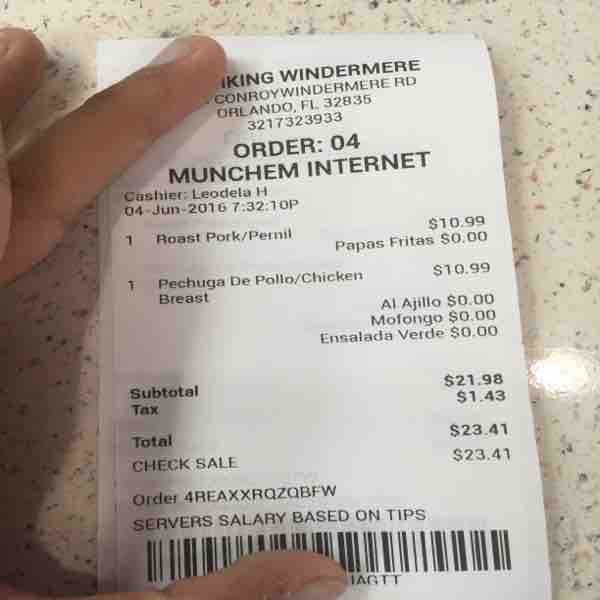 WINDERMERE
CONROYWINDERMERE RD
ORLANDO, FL 32835
3217323933
ORDER: 04
MUNCHEM INTERNET
Cashier: Leodela H
04-Jun-2016 7:32:10P
1 Roast Pork/Pernil $10.99
Papas Fritas $0.00
1 Pechuga De Pollo/Chicken $10.99
Breast
Al Ajillo $0.00
Mofongo $0.00
Ensalada Verde $0.00
Subtotal $21.98
Tax $1.43
Total $23.41
CHECK SALE $23.41
Order 4REAXXRQZQBFW
SERVERS SALARY BASED ON TIPS